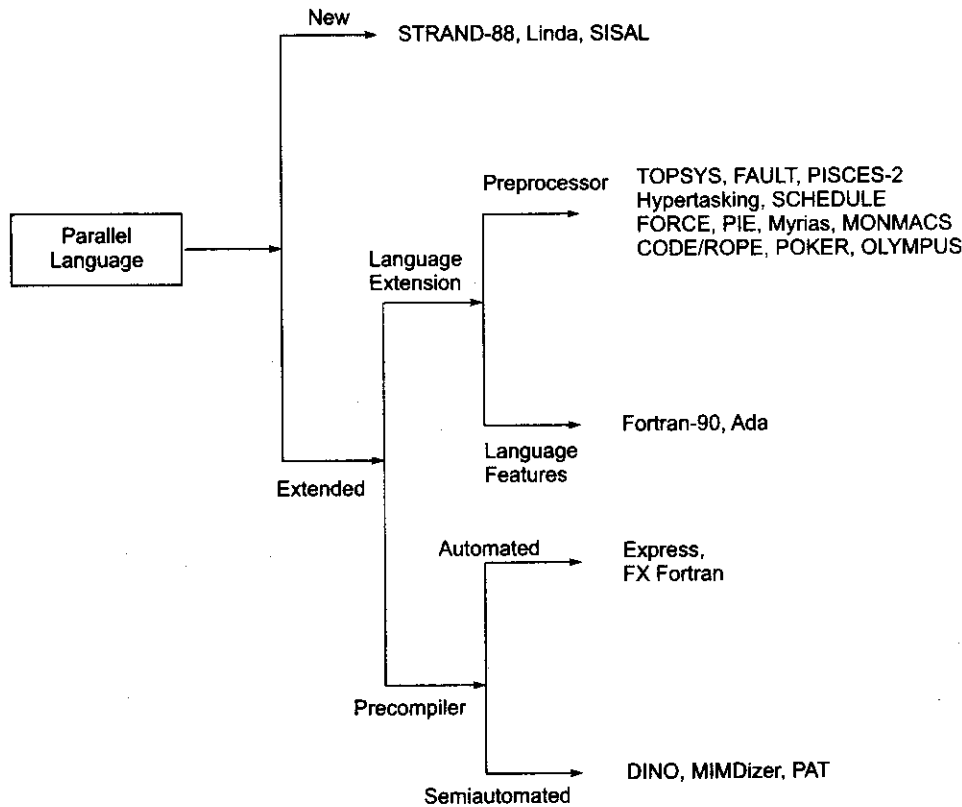 New
STRAND-88, Linda, SISAL
Preprocessor
TOPSYS, FAULT, PISCES-2
Hypertasking, SCHEDULE
FORCE, PIE, Myrias, MONMACS
CODE/ROPE, POKER, OLYMPUS
Parallel
Language
Language
Extension
Fortran-90, Ada
Language
Features
Extended
Automated
Express,
FX Fortran
Precompiler
DINO, MIMDizer, PAT
Semiautomated